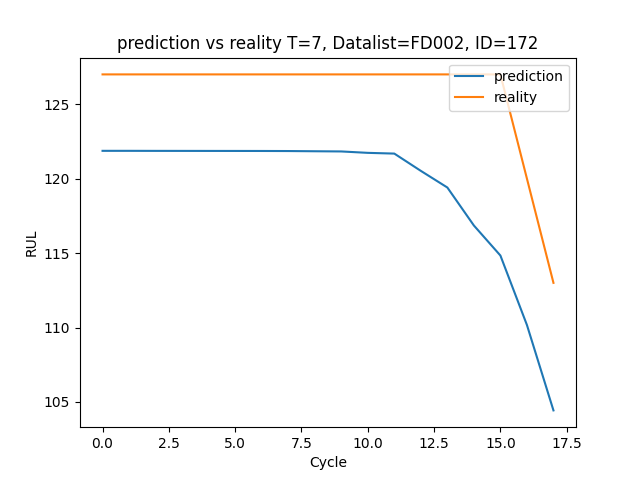 prediction vs reality T=7, Datalist=FD002, ID=172
prediction
reality
125
120
115
110
105
RUL
0.0 2.5 5.0 7.5 10.0 12.5 15.0 17.5
Cycle